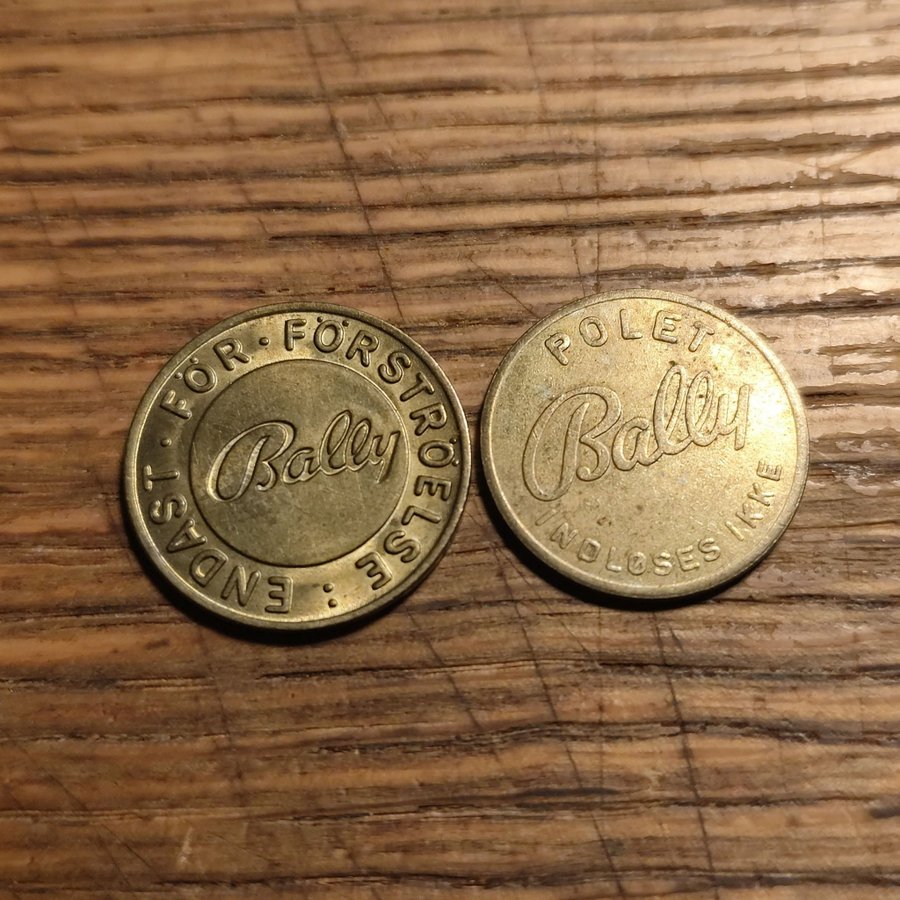 ENDAST · FÖR · FÖRSTRÖELSE :
Bally
POLET
Bally
INDLØSES IKKE